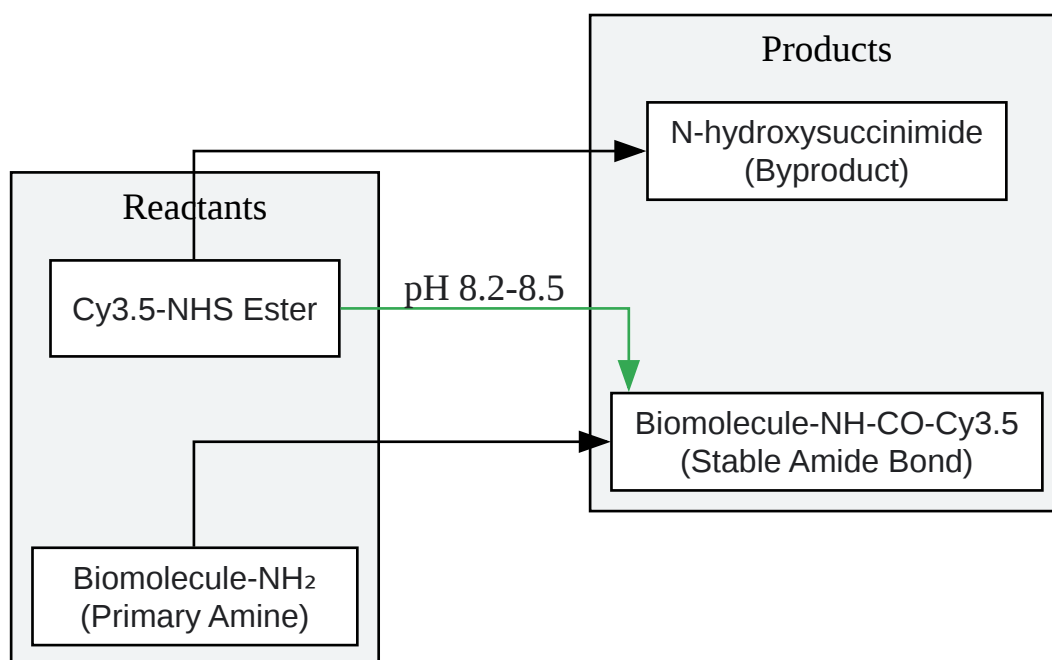 Products
N-hydroxysuccinimide
(Byproduct)
Reactants
Cy3.5-NHS Ester
pH 8.2-8.5
Biomolecule-NH-CO-Cy3.5
(Stable Amide Bond)
Biomolecule-NH₂
(Primary Amine)